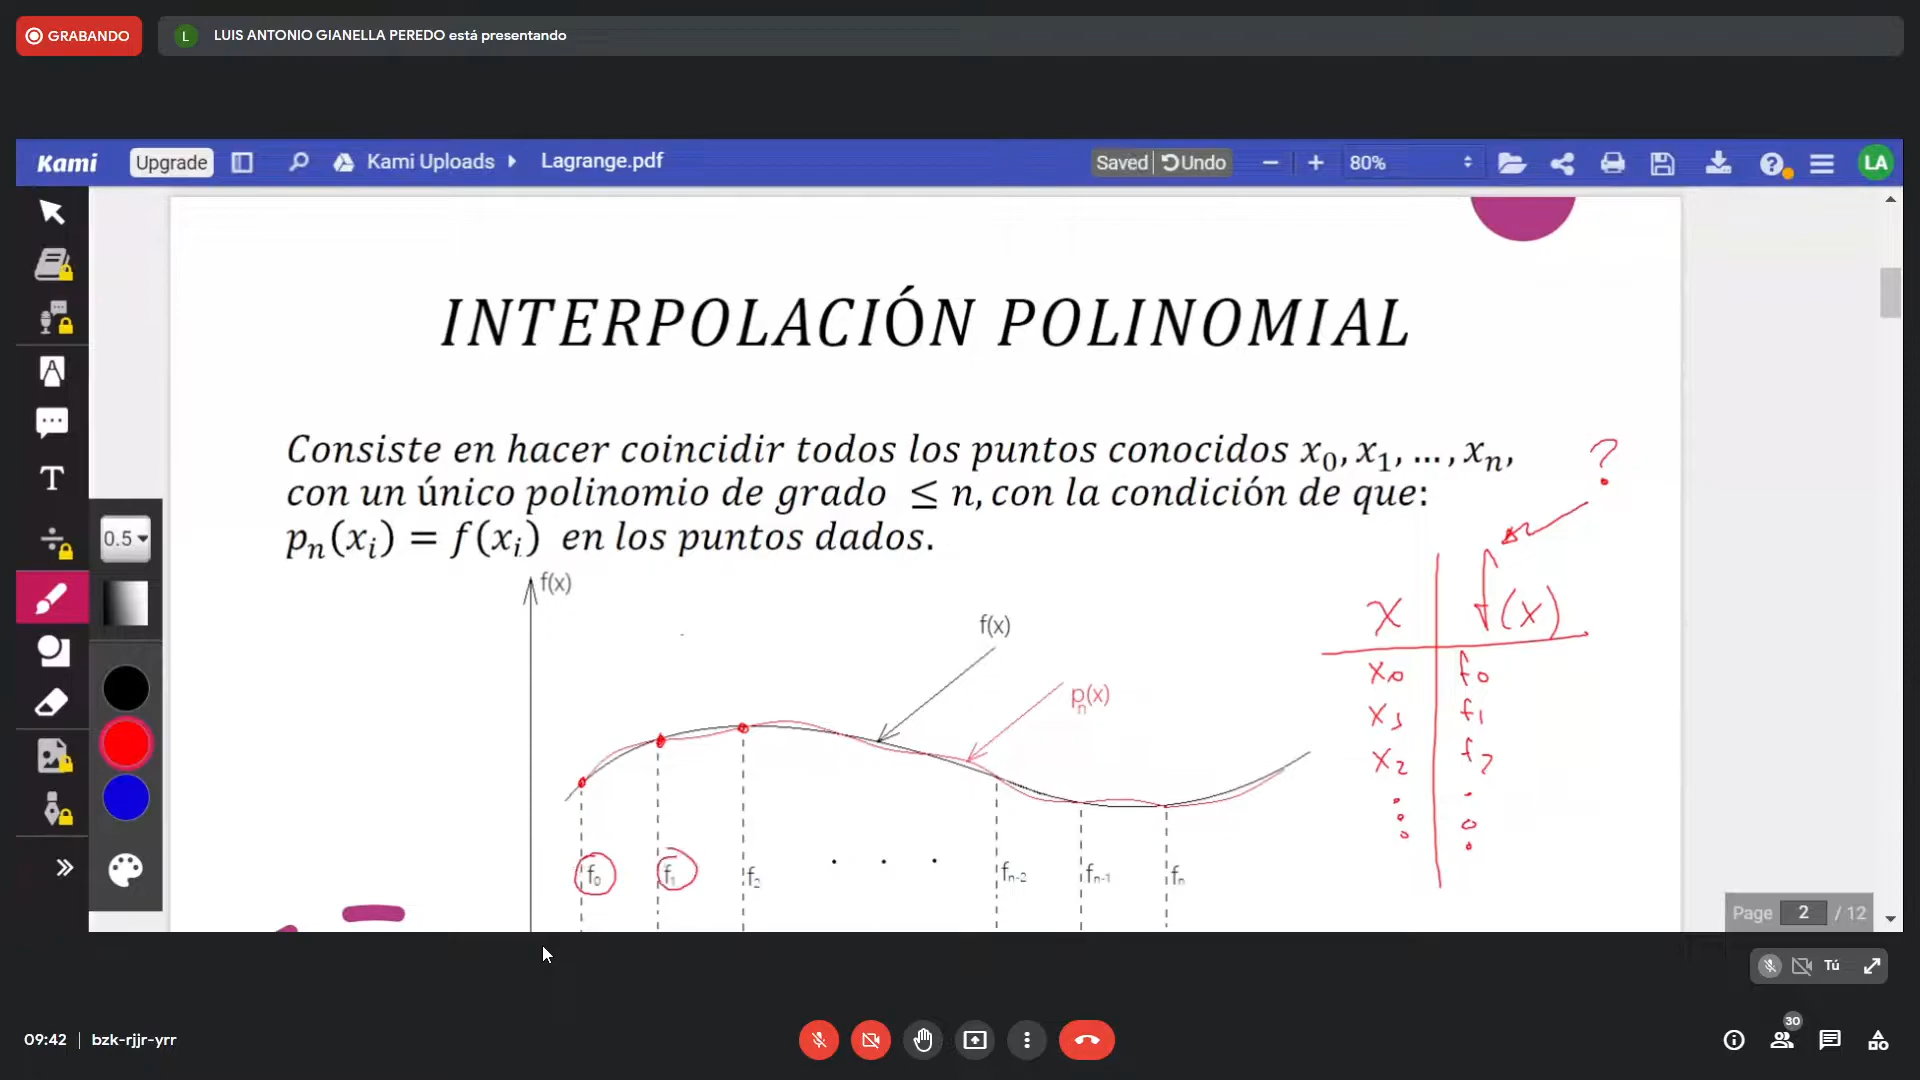 GRABANDO
L LUIS ANTONIO GIANELLA PEREDO está presentando
Kami Upgrade Kami Uploads Lagrange.pdf Saved Undo 80% LA
INTERPOLACIÓN POLINOMIAL
Consiste en hacer coincidir todos los puntos conocidos x₀, x₁, ..., xₙ,
con un único polinomio de grado ≤ n, con la condición de que:
pₙ(xᵢ) = f(xᵢ) en los puntos dados.
?
0.5
f(x)
f(x)
pₙ(x)
x f(x)
x₀ f₀
x₁ f₁
x₂ f₂
f₀ f₁ f₂ . . . fₙ₋₂ fₙ₋₁ fₙ
Page 2 / 12
Tú
09:42 | bzk-rjjr-yrr
30